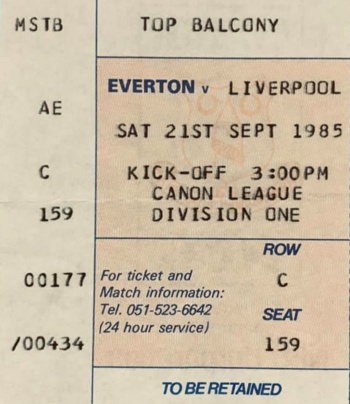 MSTB TOP BALCONY
EVERTON v LIVERPOOL
AE
SAT 21ST SEPT 1985
C KICK-OFF 3:00PM
CANON LEAGUE
159 DIVISION ONE
ROW
00177 For ticket and C
Match information:
Tel. 051-523-6642 SEAT
(24 hour service)
/00434 159
TO BE RETAINED